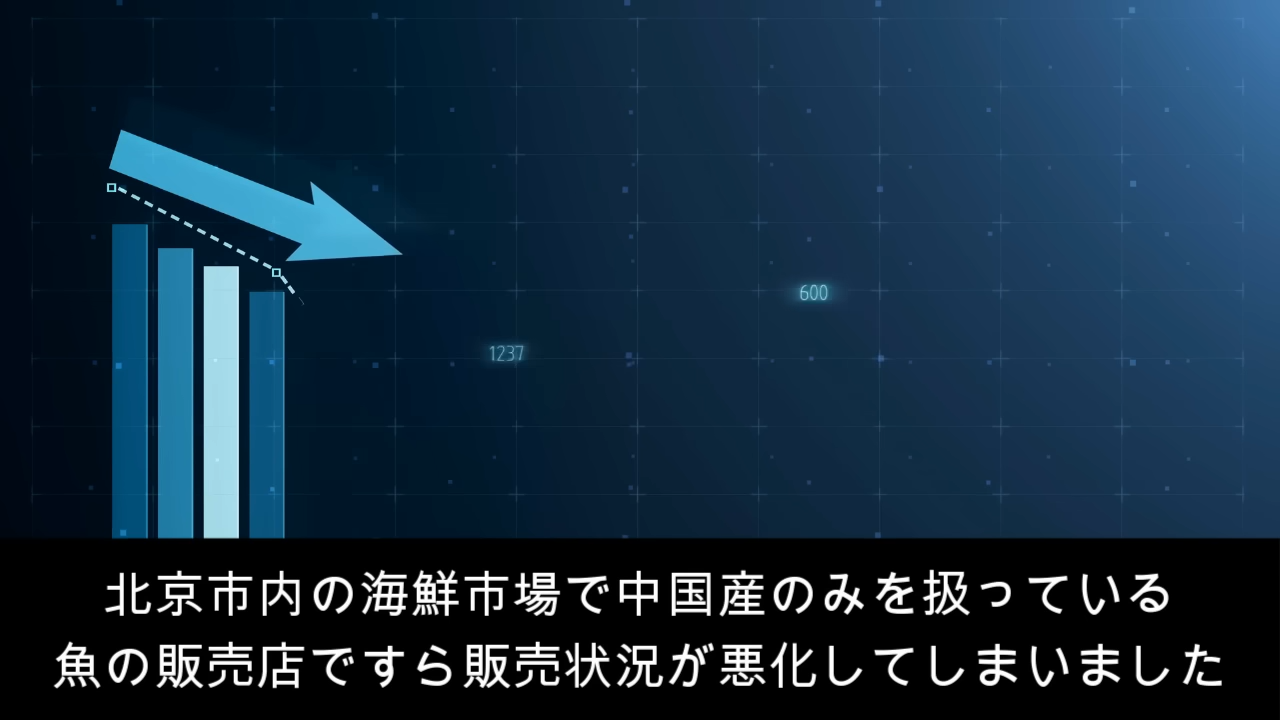 600
1237
北京市内の海鮮市場で中国産のみを扱っている
魚の販売店ですら販売状況が悪化してしまいました